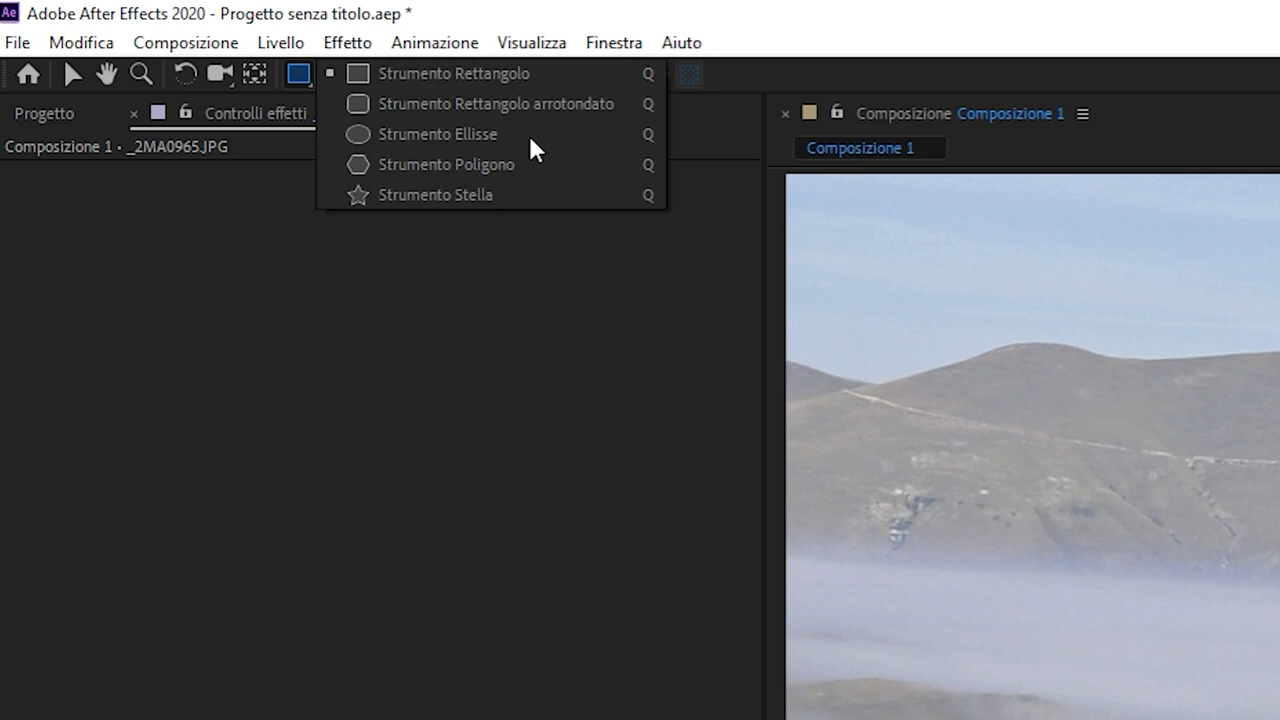 Ae Adobe After Effects 2020 - Progetto senza titolo.aep *
File Modifica Composizione Livello Effetto Animazione Visualizza Finestra Aiuto
Strumento Rettangolo Q
Strumento Rettangolo arrotondato Q
Strumento Ellisse Q
Strumento Poligono Q
Strumento Stella Q
Progetto × Controlli effetti
Composizione 1 • _2MA0965.JPG
× Composizione Composizione 1
Composizione 1